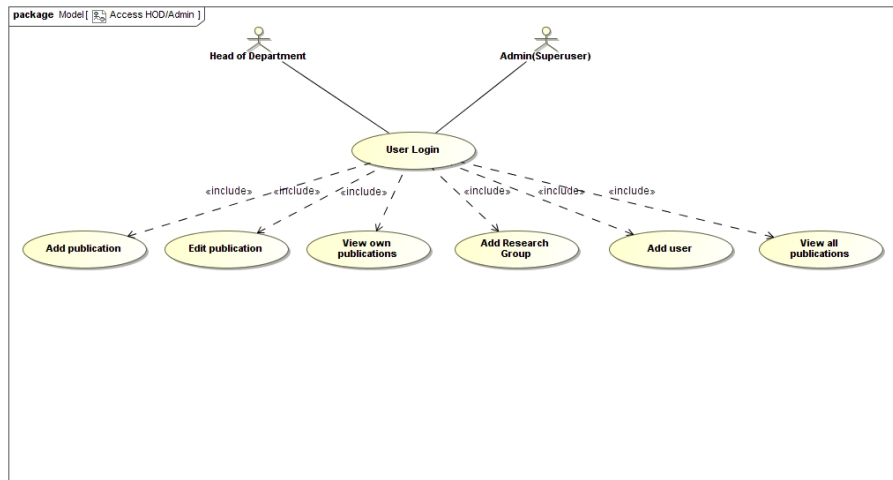 package Model[ Access HOD/Admin ]
Head of Department
Admin(Superuser)
User Login
«include»
«include»
«include»
«include»
«include»
«include»
Add publication
Edit publication
View own
publications
Add Research
Group
Add user
View all
publications